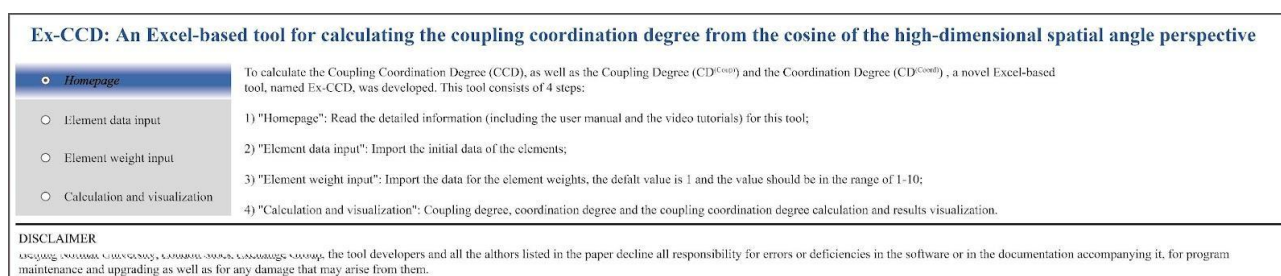 Ex-CCD: An Excel-based tool for calculating the coupling coordination degree from the cosine of the high-dimensional spatial angle perspective
Homepage
Element data input
Element weight input
Calculation and visualization
To calculate the Coupling Coordination Degree (CCD), as well as the Coupling Degree (CD(Coup)) and the Coordination Degree (CD(Coord)) , a novel Excel-based
tool, named Ex-CCD, was developed. This tool consists of 4 steps:
1) "Homepage": Read the detailed information (including the user manual and the video tutorials) for this tool;
2) "Element data input": Import the initial data of the elements;
3) "Element weight input": Import the data for the element weights, the defalt value is 1 and the value should be in the range of 1-10;
4) "Calculation and visualization": Coupling degree, coordination degree and the coupling coordination degree calculation and results visualization.
DISCLAIMER
Beijing Normal University, London Stock Exchange Group, the tool developers and all the althors listed in the paper decline all responsibility for errors or deficiencies in the software or in the documentation accompanying it, for program
maintenance and upgrading as well as for any damage that may arise from them.